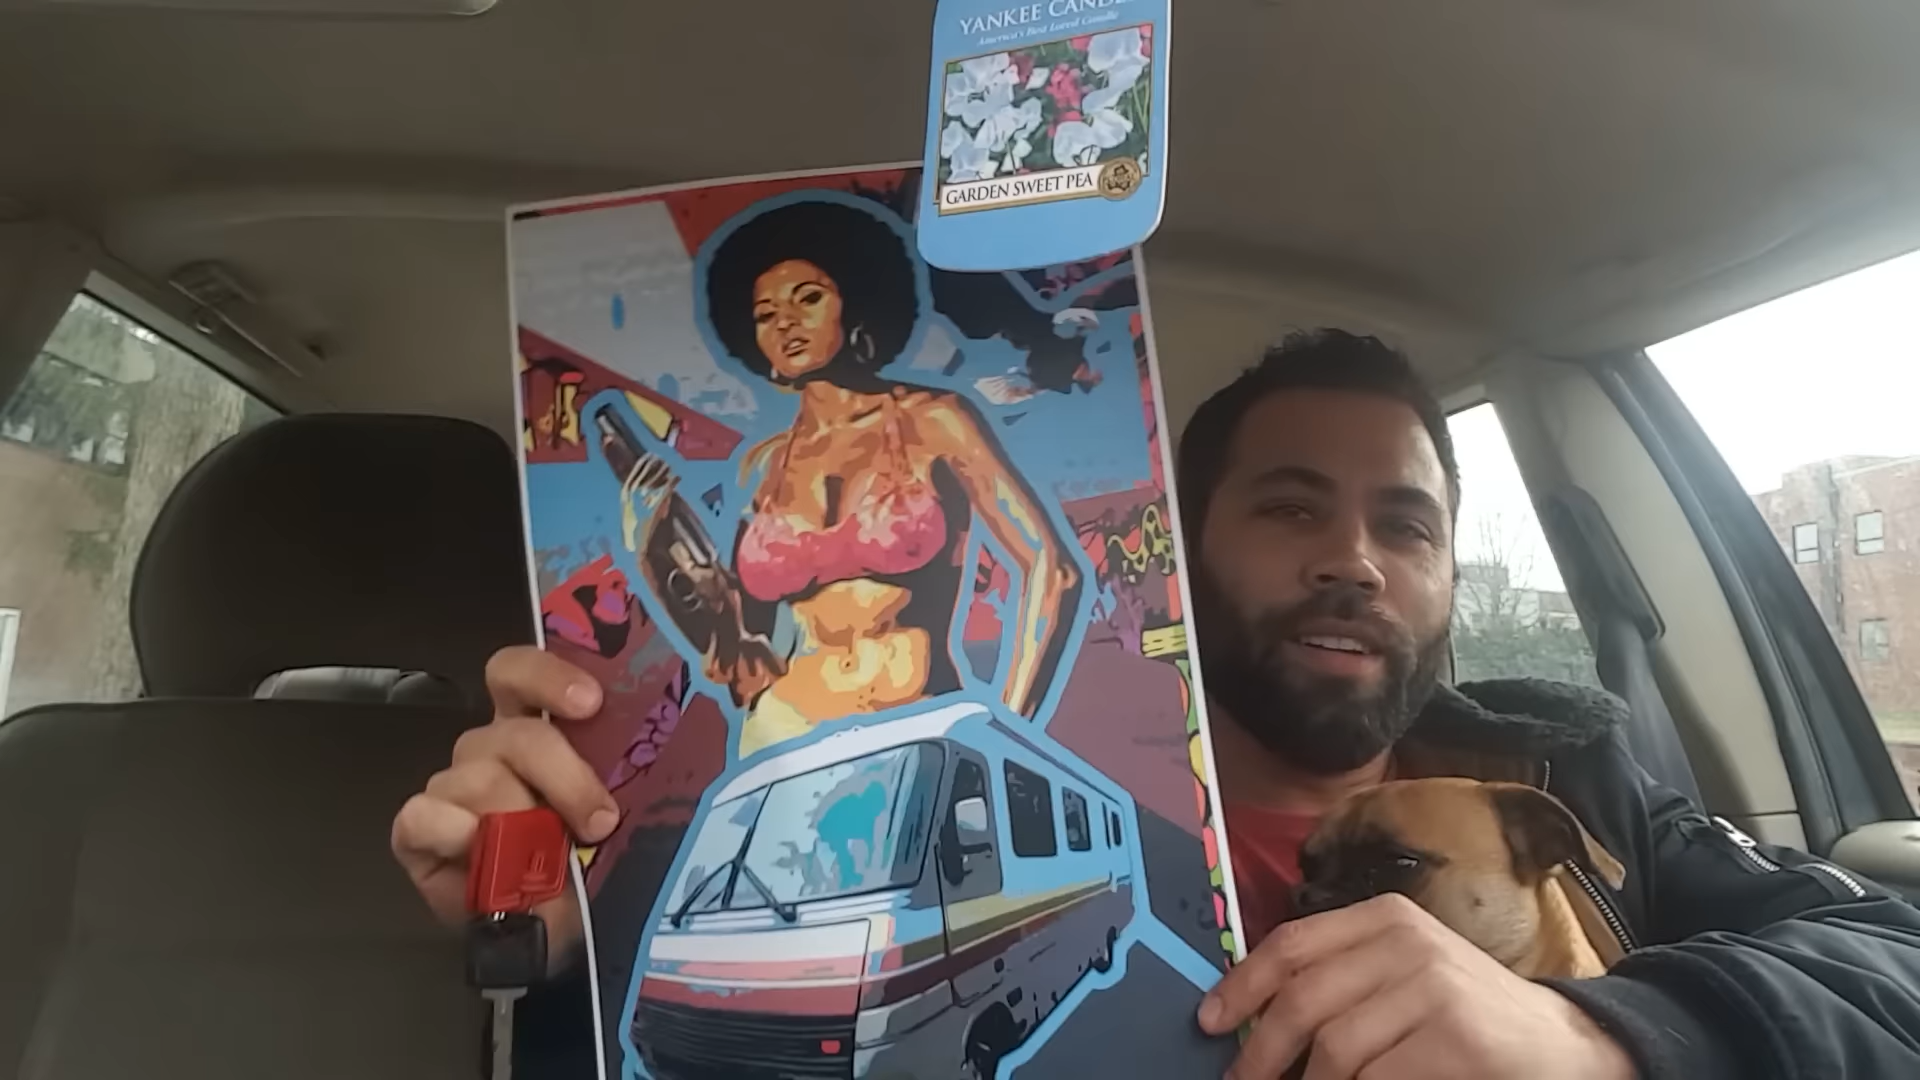 YANKEE CANDLE
America's Best Loved Candle
GARDEN SWEET PEA